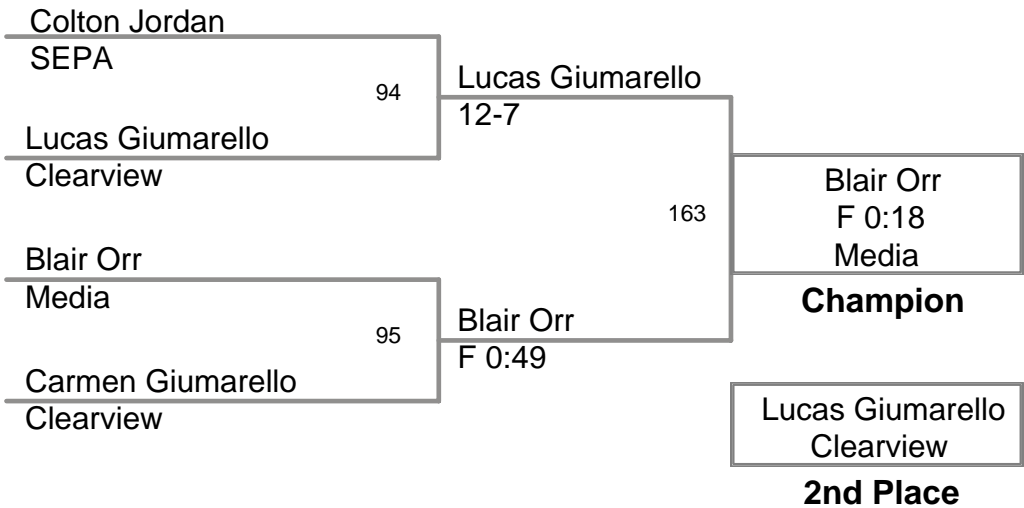 Colton Jordan
SEPA
94
Lucas Giumarello
Clearview
Lucas Giumarello
12-7
Blair Orr
Media
95
Carmen Giumarello
Clearview
Blair Orr
F 0:49
163
Blair Orr
F 0:18
Media
Champion
Lucas Giumarello
Clearview
2nd Place